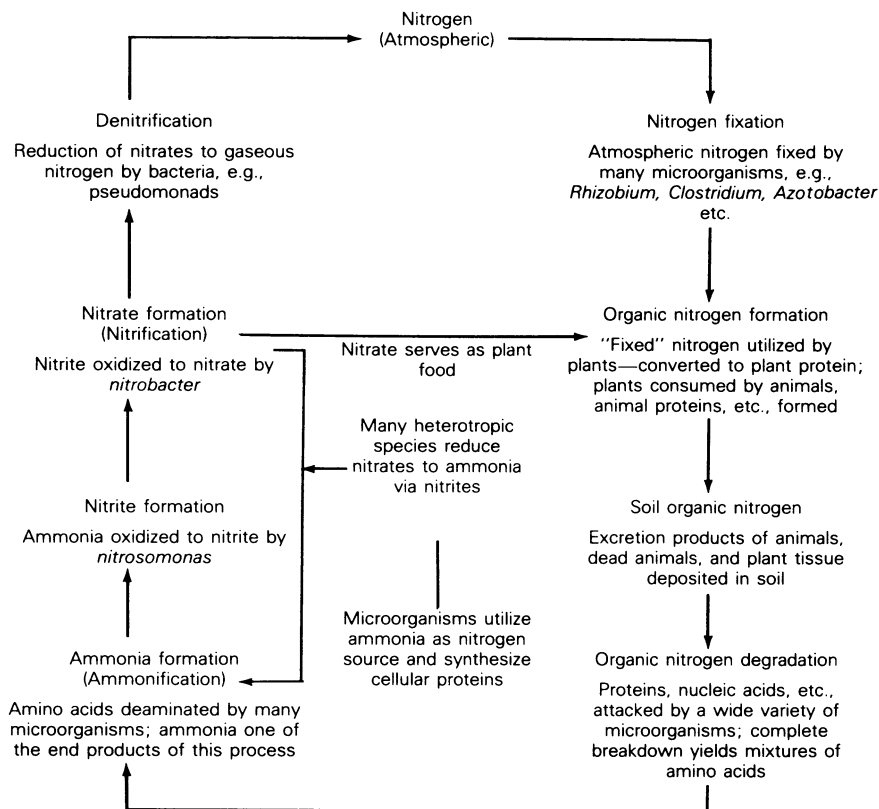 Nitrogen
(Atmospheric)
Denitrification
Reduction of nitrates to gaseous
nitrogen by bacteria, e.g.,
pseudomonads
Nitrogen fixation
Atmospheric nitrogen fixed by
many microorganisms, e.g.,
Rhizobium, Clostridium, Azotobacter
etc.
Nitrate formation
(Nitrification)
Nitrite oxidized to nitrate by
nitrobacter
Nitrate serves as plant
food
Organic nitrogen formation
"Fixed" nitrogen utilized by
plants—converted to plant protein;
plants consumed by animals,
animal proteins, etc., formed
Many heterotropic
species reduce
nitrates to ammonia
via nitrites
Nitrite formation
Ammonia oxidized to nitrite by
nitrosomonas
Soil organic nitrogen
Excretion products of animals,
dead animals, and plant tissue
deposited in soil
Microorganisms utilize
ammonia as nitrogen
source and synthesize
cellular proteins
Ammonia formation
(Ammonification)
Amino acids deaminated by many
microorganisms; ammonia one of
the end products of this process
Organic nitrogen degradation
Proteins, nucleic acids, etc.,
attacked by a wide variety of
microorganisms; complete
breakdown yields mixtures of
amino acids